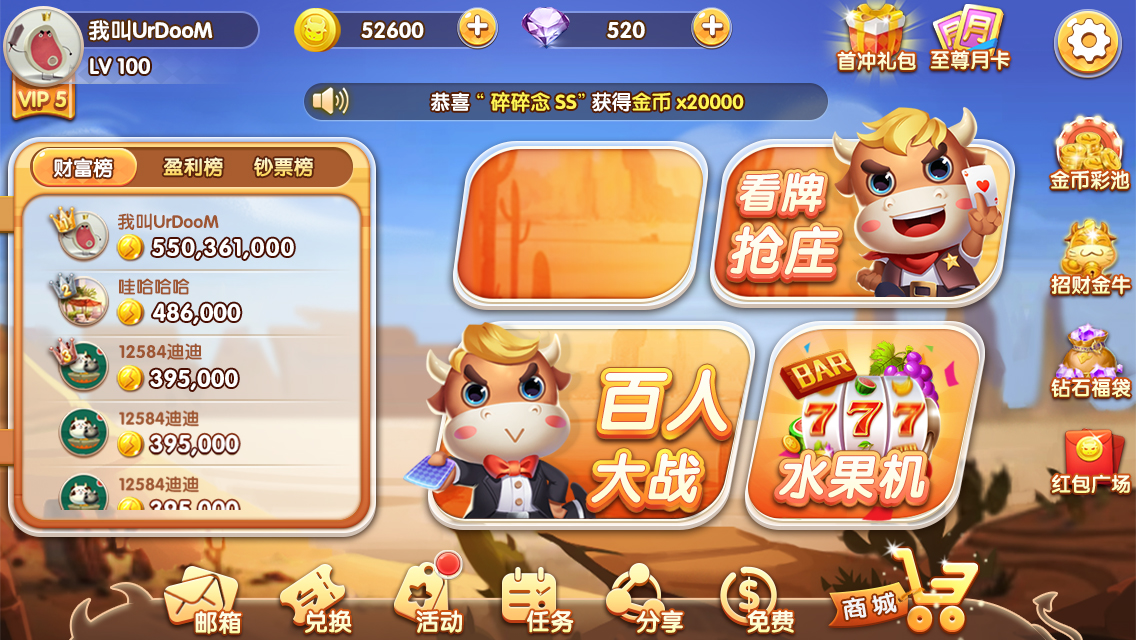 我叫UrDooM
LV 100
VIP 5
52600
520
首冲礼包
至尊月卡
恭喜“ 碎碎念 SS” 获得金币 x20000
财富榜 盈利榜 钞票榜
我叫UrDooM
550,361,000
2
哇哈哈哈
486,000
3
12584迪迪
395,000
12584迪迪
395,000
12584迪迪
395,000
看牌
抢庄
百人
大战
BAR
777
水果机
金币彩池
招财金牛
钻石福袋
红包广场
邮箱
兑换
活动
任务
分享
$
免费
商城